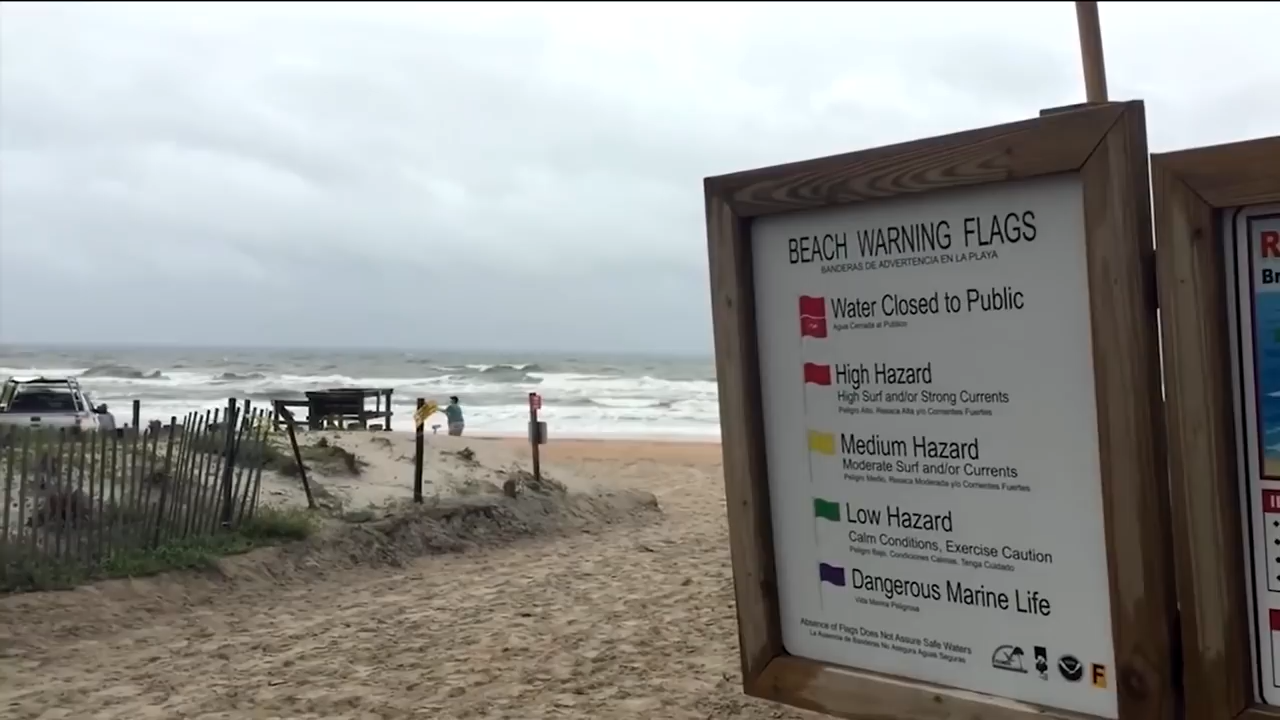 BEACH WARNING FLAGS
BANDERAS DE ADVERTENCIA EN LA PLAYA
Water Closed to Public
Agua Cerrada al Publico
High Hazard
High Surf and/or Strong Currents
Peligro Alto, Resaca Alta y/o Corrientes Fuertes
Medium Hazard
Moderate Surf and/or Currents
Peligro Medio, Resaca Moderada y/o Corrientes Fuertes
Low Hazard
Calm Conditions, Exercise Caution
Peligro Bajo, Condiciones Calmas, Tenga Cuidado
Dangerous Marine Life
Vida Marina Peligrosa
Absence of Flags Does Not Assure Safe Waters
La Ausencia de Banderas No Asegura Aguas Seguras
F